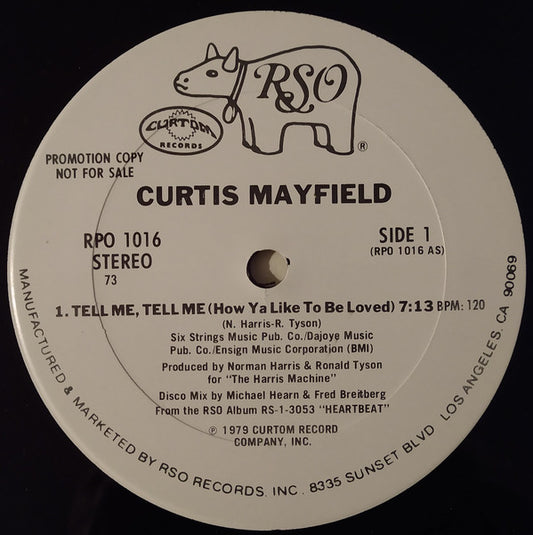 RSO
®
CURTOM
RECORDS
PROMOTION COPY
NOT FOR SALE
CURTIS MAYFIELD
RPO 1016
STEREO
73
SIDE 1
(RPO 1016 AS)
1. TELL ME, TELL ME (How Ya Like To Be Loved) 7:13 BPM: 120
(N. Harris-R. Tyson)
Six Strings Music Pub. Co./Dajoye Music
Pub. Co./Ensign Music Corporation (BMI)
Produced by Norman Harris & Ronald Tyson
for "The Harris Machine"
Disco Mix by Michael Hearn & Fred Breitberg
From the RSO Album RS-1-3053 "HEARTBEAT"
℗ 1979 CURTOM RECORD
COMPANY, INC.
MANUFACTURED & MARKETED BY RSO RECORDS, INC. 8335 SUNSET BLVD LOS ANGELES, CA 90069